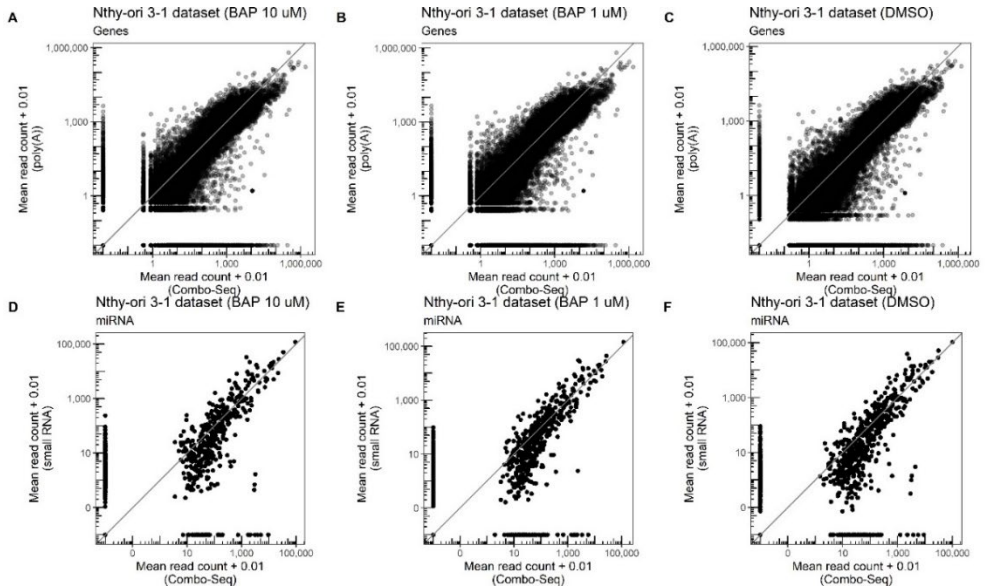 A
Nthy-ori 3-1 dataset (BAP 10 uM)
Genes
1,000,000
1,000
1
Mean read count + 0.01
(poly(A))
1
1,000
1,000,000
Mean read count + 0.01
(Combo-Seq)
B
Nthy-ori 3-1 dataset (BAP 1 uM)
Genes
1,000,000
1,000
1
Mean read count + 0.01
(poly(A))
1
1,000
1,000,000
Mean read count + 0.01
(Combo-Seq)
C
Nthy-ori 3-1 dataset (DMSO)
Genes
1,000,000
1,000
1
Mean read count + 0.01
(poly(A))
1
1,000
1,000,000
Mean read count + 0.01
(Combo-Seq)
D
Nthy-ori 3-1 dataset (BAP 10 uM)
miRNA
100,000
1,000
10
0
Mean read count + 0.01
(small RNA)
0
10
1,000
100,000
Mean read count + 0.01
(Combo-Seq)
E
Nthy-ori 3-1 dataset (BAP 1 uM)
miRNA
100,000
1,000
10
0
Mean read count + 0.01
(small RNA)
0
10
1,000
100,000
Mean read count + 0.01
(Combo-Seq)
F
Nthy-ori 3-1 dataset (DMSO)
miRNA
100,000
1,000
10
0
Mean read count + 0.01
(small RNA)
0
10
1,000
100,000
Mean read count + 0.01
(Combo-Seq)